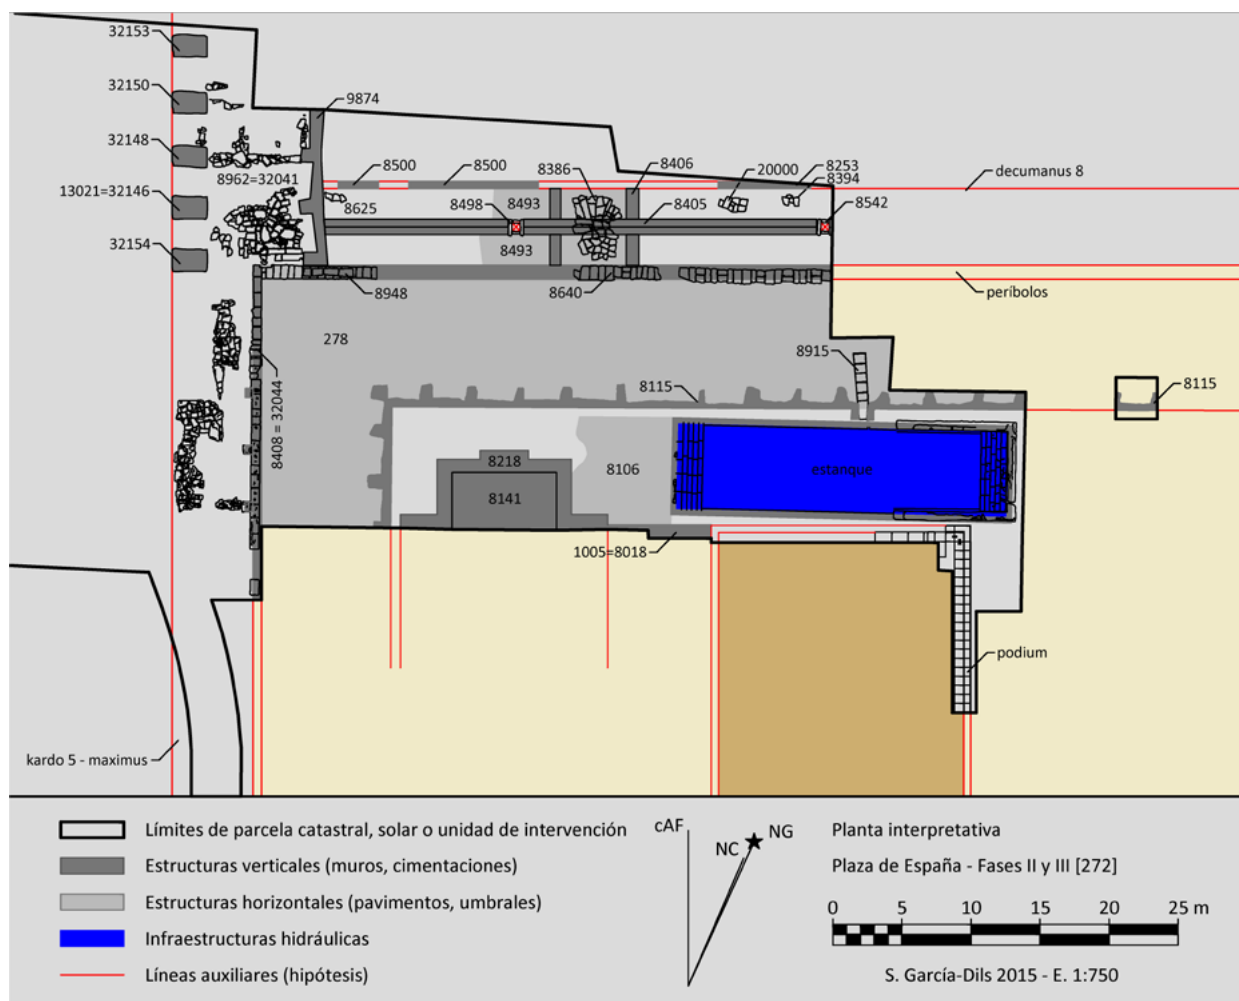 32153
32150
9874
32148
8500
8500
8386
8406
20000
8253
8394
decumanus 8
8962=32041
13021=32146
8625
8498
8493
8405
8542
32154
8493
8948
8640
períbolos
278
8915
8408 = 32044
8115
8115
8218
8106
estanque
8141
1005=8018
podium
kardo 5 - maximus
Límites de parcela catastral, solar o unidad de intervención
Estructuras verticales (muros, cimentaciones)
Estructuras horizontales (pavimentos, umbrales)
Infraestructuras hidráulicas
Líneas auxiliares (hipótesis)
cAF
NG
NC
Planta interpretativa
Plaza de España - Fases II y III [272]
0 5 10 15 20 25 m
S. García-Dils 2015 - E. 1:750